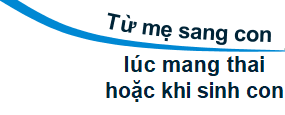 Từ mẹ sang con
lúc mang thai
hoặc khi sinh con